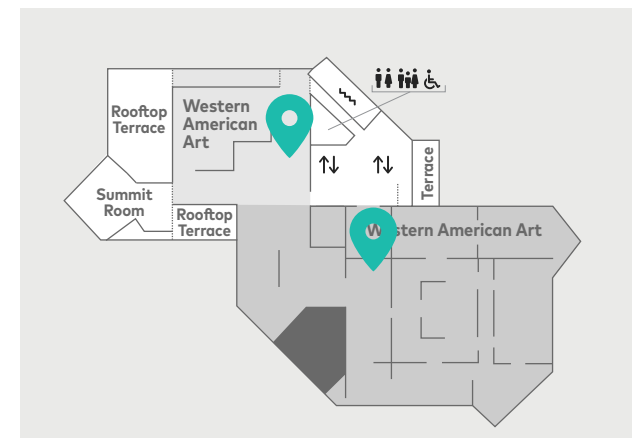 Rooftop
Terrace
Western
American
Art
Summit
Room
Rooftop
Terrace
Terrace
Western American Art